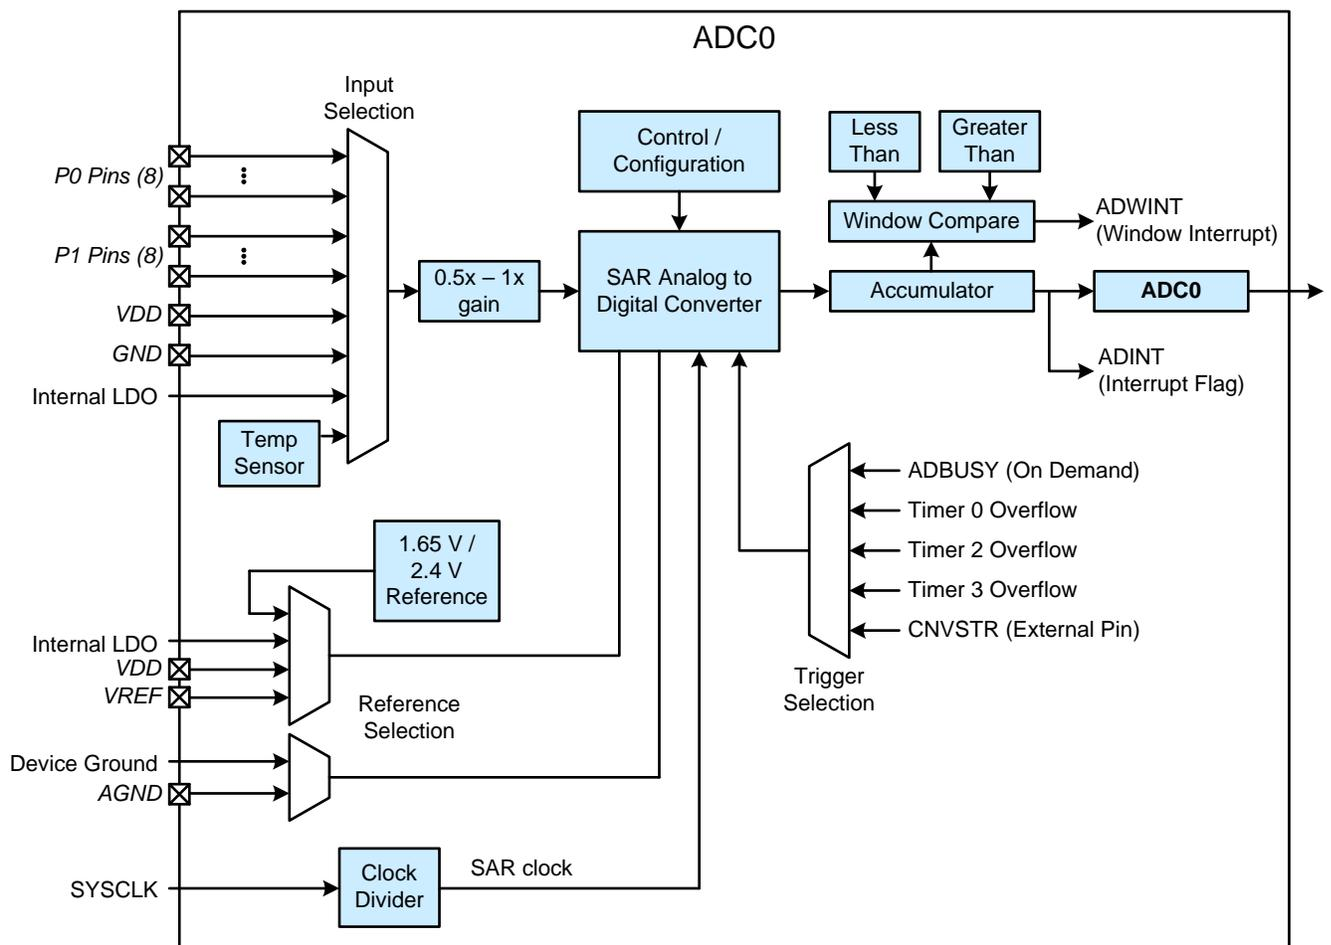 ADC0
Input
Selection
P0 Pins (8)
P1 Pins (8)
VDD
GND
Internal LDO
Temp
Sensor
0.5x – 1x
gain
Control /
Configuration
SAR Analog to
Digital Converter
Less
Than
Greater
Than
Window Compare
ADWINT
(Window Interrupt)
Accumulator
ADC0
ADINT
(Interrupt Flag)
ADBUSY (On Demand)
Timer 0 Overflow
Timer 2 Overflow
Timer 3 Overflow
CNVSTR (External Pin)
Trigger
Selection
1.65 V /
2.4 V
Reference
Internal LDO
VDD
VREF
Reference
Selection
Device Ground
AGND
SYSCLK
Clock
Divider
SAR clock